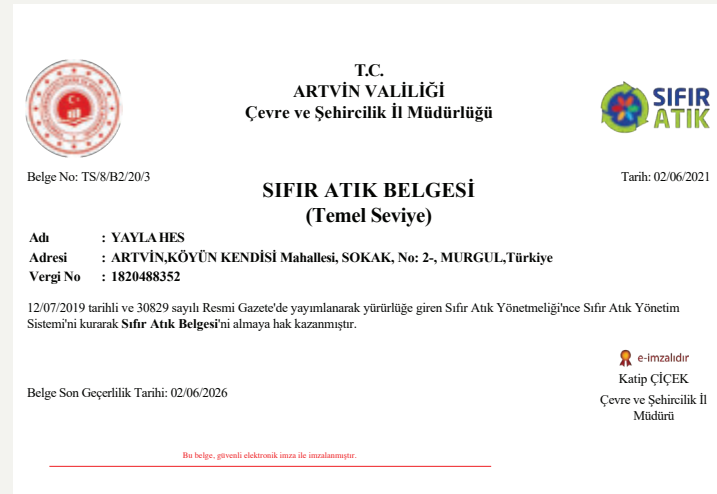 T.C.
ARTVİN VALİLİĞİ
Çevre ve Şehircilik İl Müdürlüğü
SIFIR
ATIK
Belge No: TS/8/B2/20/3
Tarih: 02/06/2021
SIFIR ATIK BELGESİ
(Temel Seviye)
Adı : YAYLA HES
Adresi : ARTVİN,KÖYÜN KENDİSİ Mahallesi, SOKAK, No: 2-, MURGUL,Türkiye
Vergi No : 1820488352
12/07/2019 tarihli ve 30829 sayılı Resmi Gazete'de yayımlanarak yürürlüğe giren Sıfır Atık Yönetmeliği'nce Sıfır Atık Yönetim
Sistemi'ni kurarak Sıfır Atık Belgesi'ni almaya hak kazanmıştır.
e-imzalıdır
Katip ÇİÇEK
Belge Son Geçerlilik Tarihi: 02/06/2026
Çevre ve Şehircilik İl
Müdürü
Bu belge, güvenli elektronik imza ile imzalanmıştır.